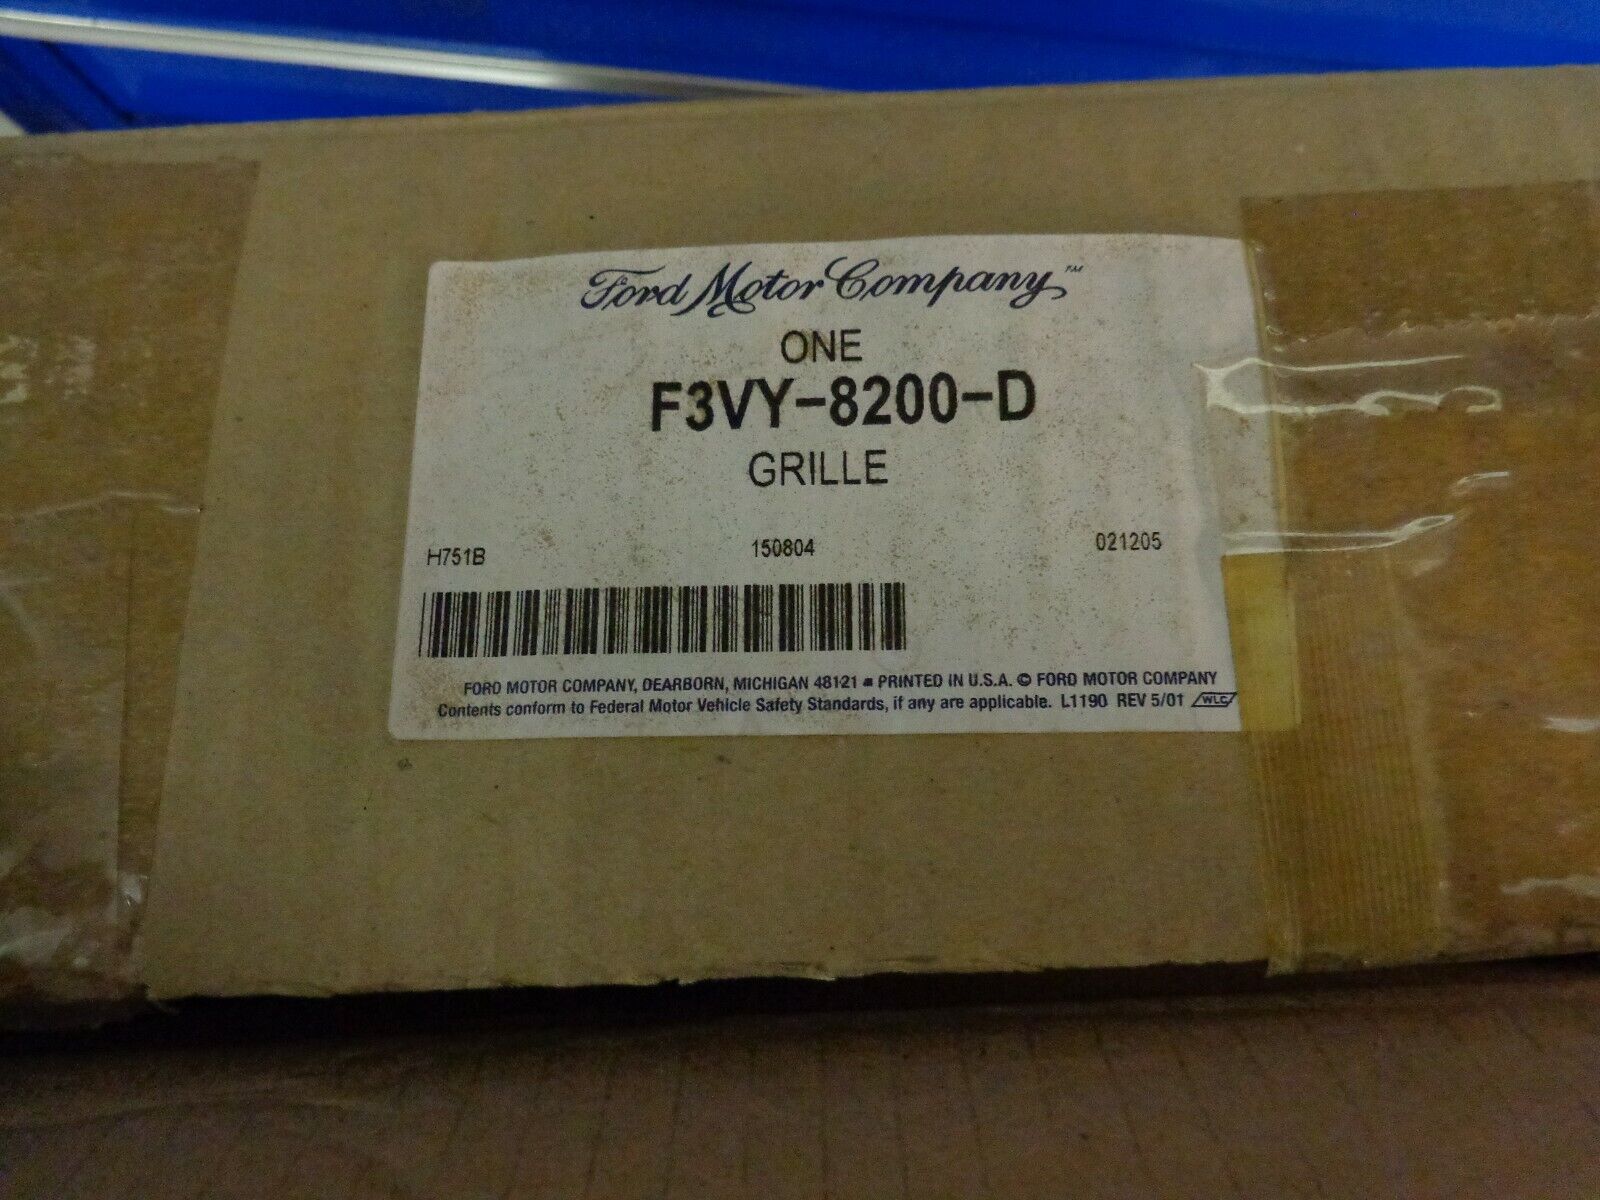 Ford Motor Company™
ONE
F3VY-8200-D
GRILLE
H751B 150804 021205
FORD MOTOR COMPANY, DEARBORN, MICHIGAN 48121 ■ PRINTED IN U.S.A. © FORD MOTOR COMPANY
Contents conform to Federal Motor Vehicle Safety Standards, if any are applicable. L1190 REV 5/01 WLC